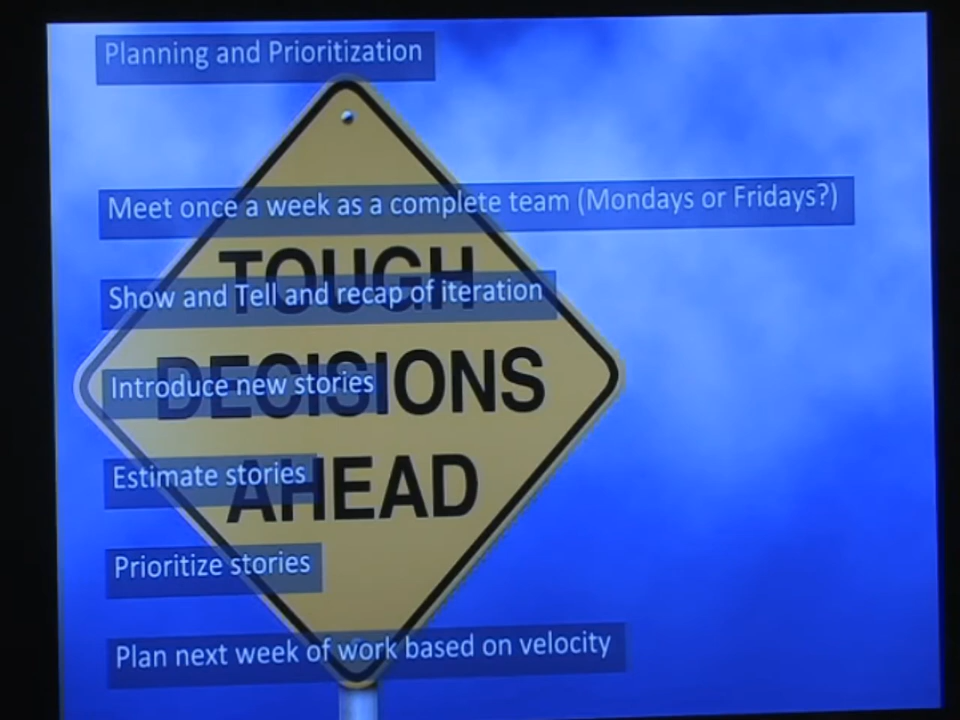 Planning and Prioritization
Meet once a week as a complete team (Mondays or Fridays?)
TOUGH
Show and Tell and recap of iteration
DECISIONS
Introduce new stories
AHEAD
Estimate stories
Prioritize stories
Plan next week of work based on velocity